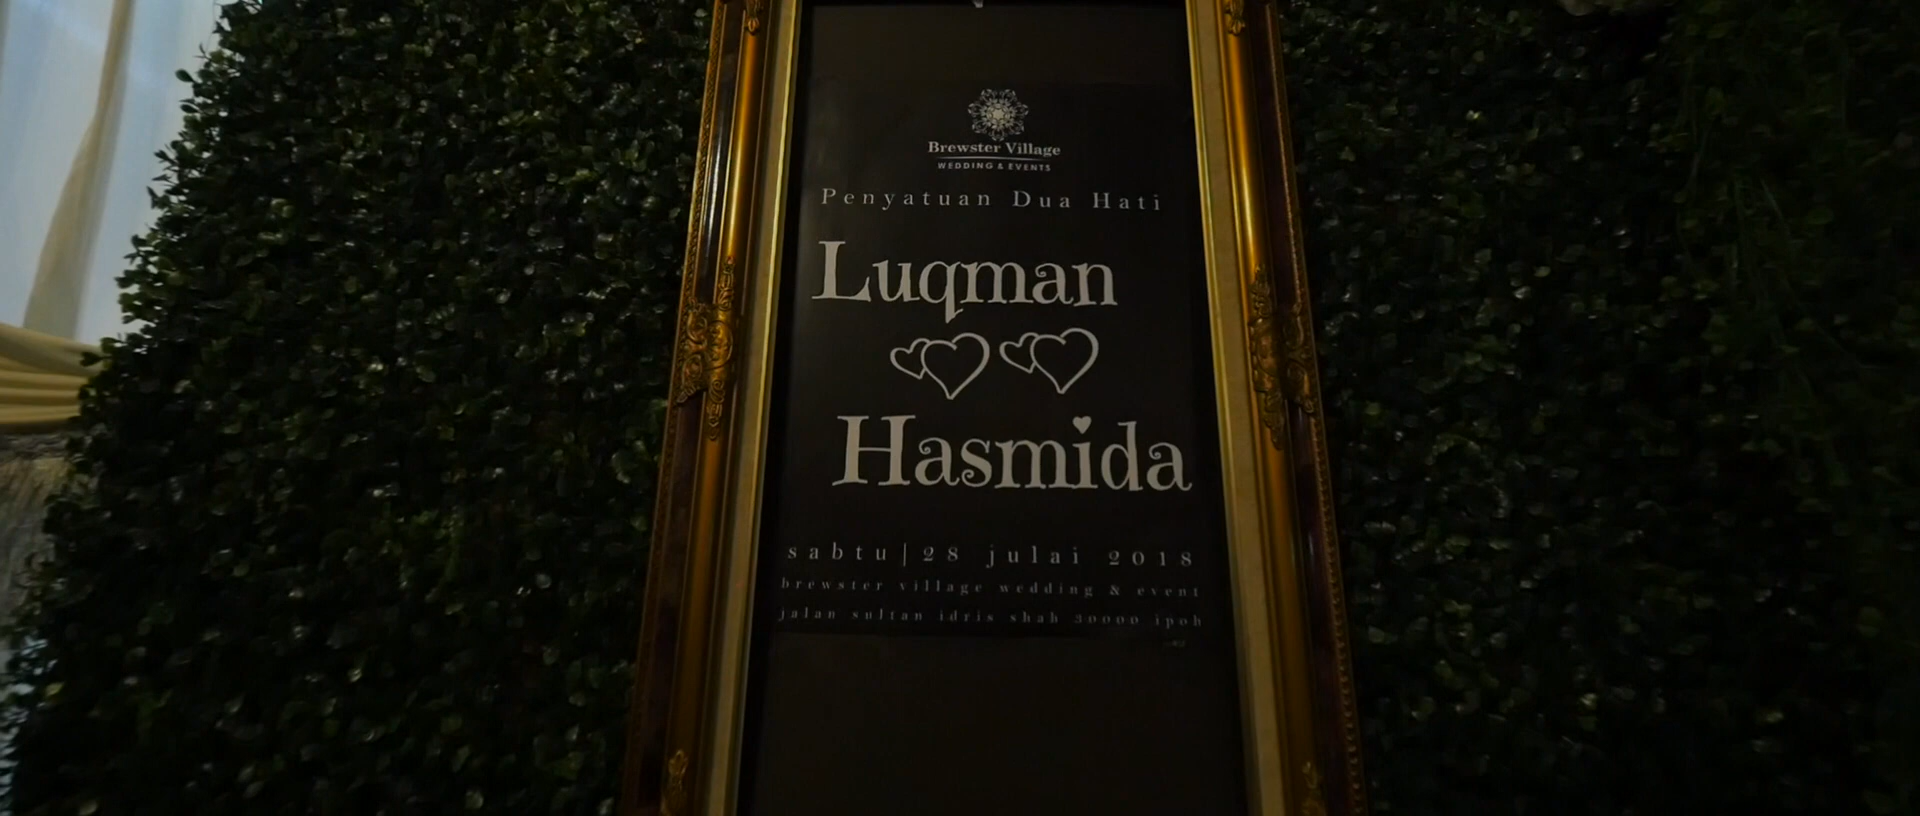 Brewster Village
WEDDING & EVENTS
Penyatuan Dua Hati
Luqman
Hasmida
sabtu|28 julai 2018
brewster village wedding & event
jalan sultan idris shah 30000 ipoh